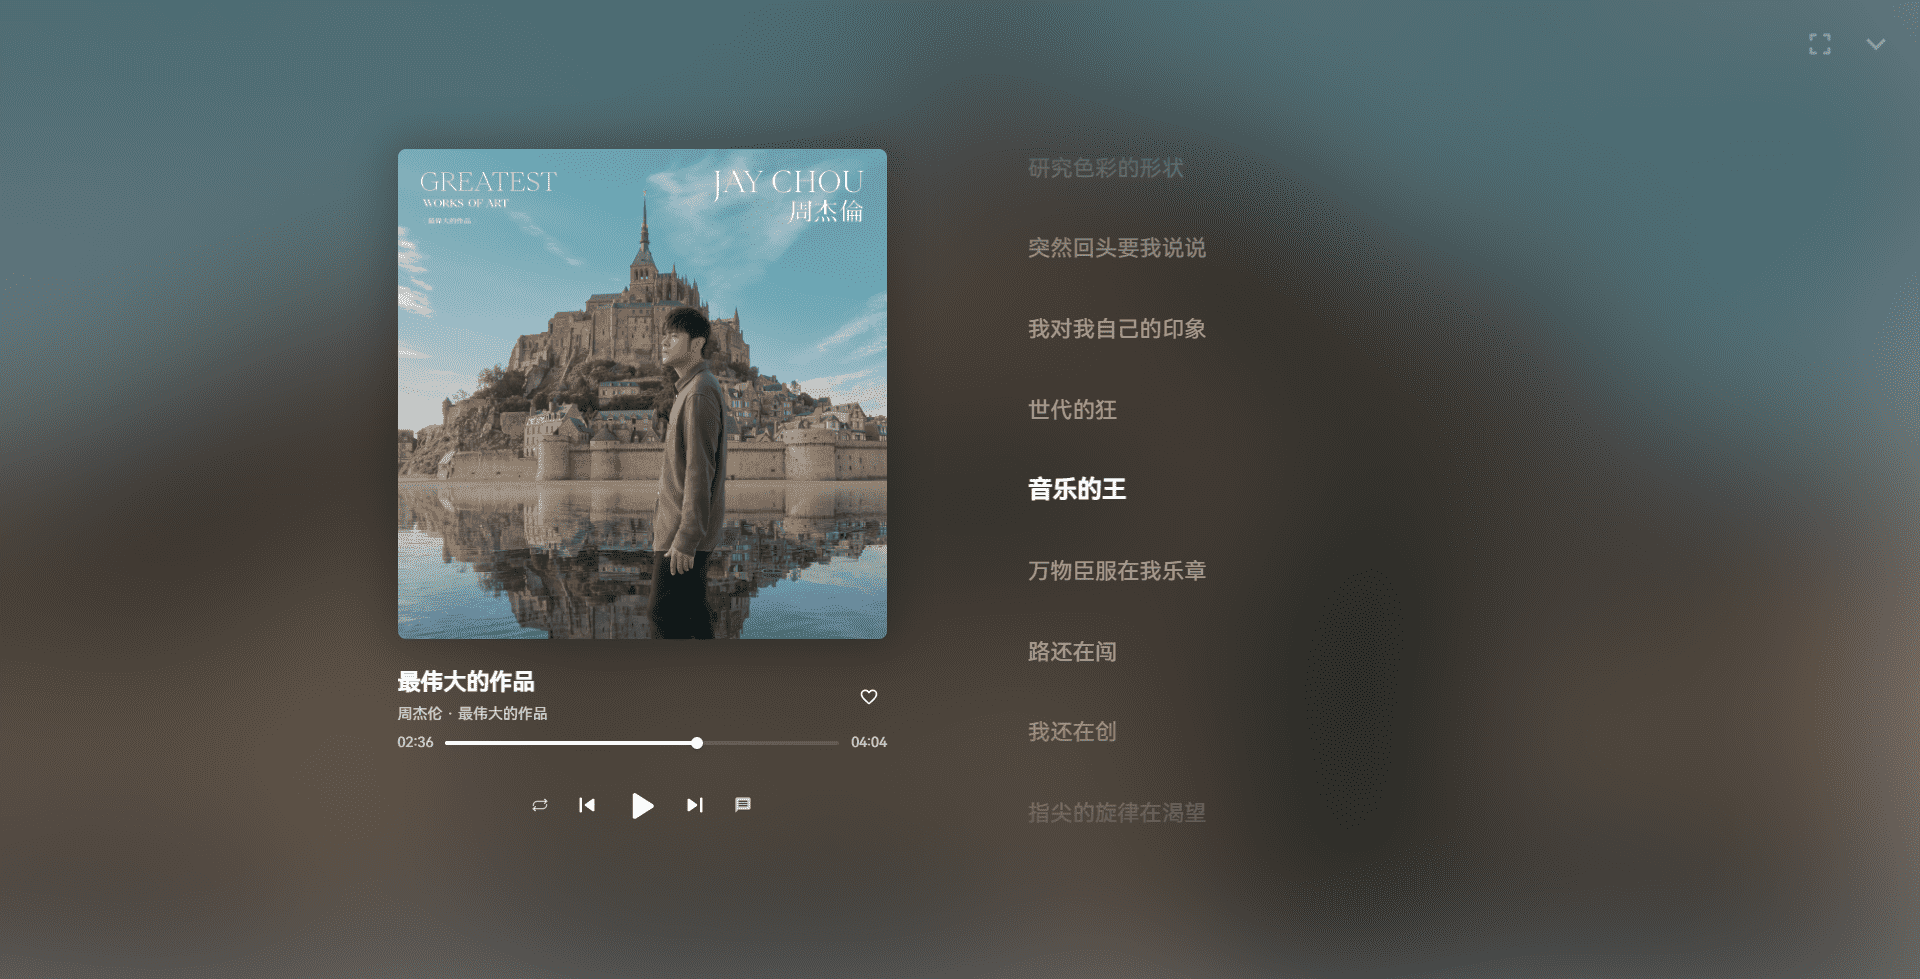 GREATEST
WORKS OF ART
最偉大的作品
JAY CHOU
周杰倫
最伟大的作品
周杰伦 · 最伟大的作品
02:36
04:04
研究色彩的形状
突然回头要我说说
我对我自己的印象
世代的狂
音乐的王
万物臣服在我乐章
路还在闯
我还在创
指尖的旋律在渴望